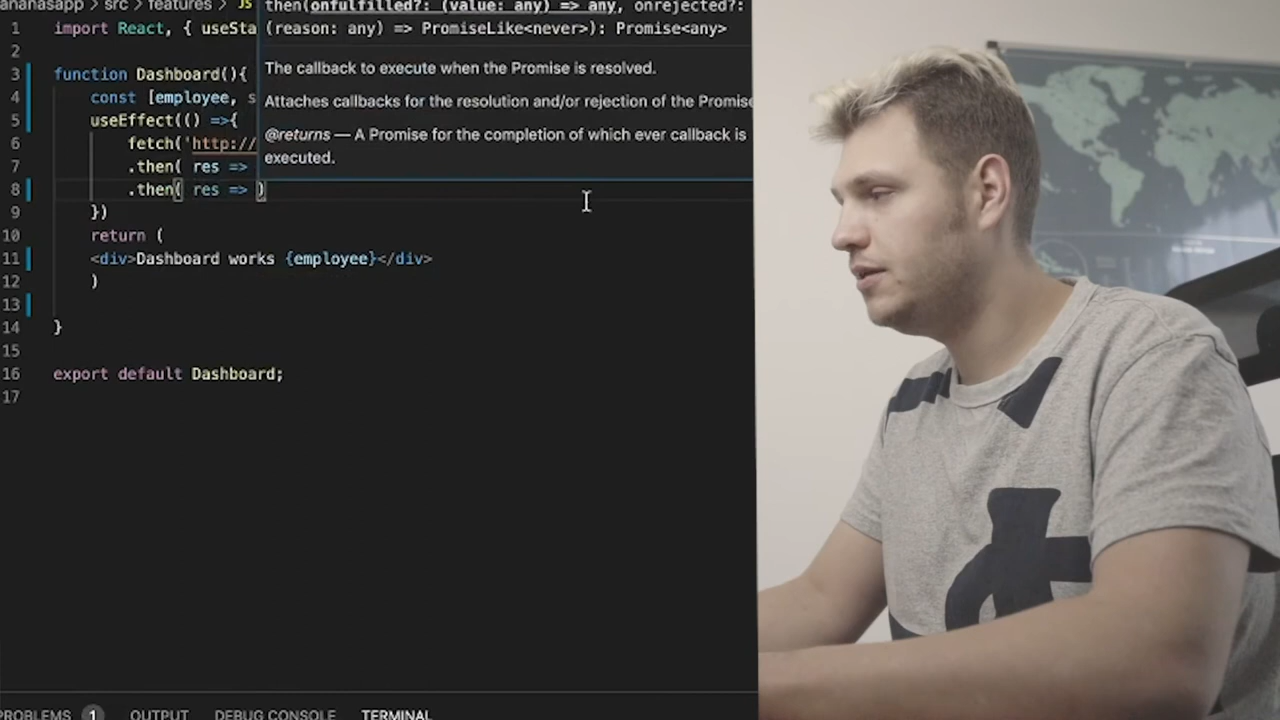 ananasapp > src > features > JS
then(onfulfilled?: (value: any) => any, onrejected?:
(reason: any) => PromiseLike<never>): Promise<any>
The callback to execute when the Promise is resolved.
Attaches callbacks for the resolution and/or rejection of the Promise
@returns — A Promise for the completion of which ever callback is
executed.
1 import React, { useSta
2
3 function Dashboard(){
4 const [employee, s
5 useEffect(() =>{
6 fetch('http://
7 .then( res =>
8 .then( res => )
9 })
10 return (
11 <div>Dashboard works {employee}</div>
12 )
13
14 }
15
16 export default Dashboard;
17
PROBLEMS 1 OUTPUT DEBUG CONSOLE TERMINAL